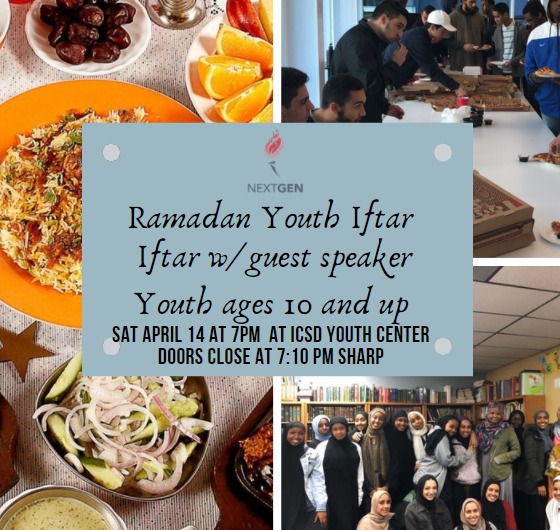 NEXTGEN
Ramadan Youth Iftar
Iftar w/ guest speaker
Youth ages 10 and up
SAT APRIL 14 AT 7PM AT ICSD YOUTH CENTER
DOORS CLOSE AT 7:10 PM SHARP